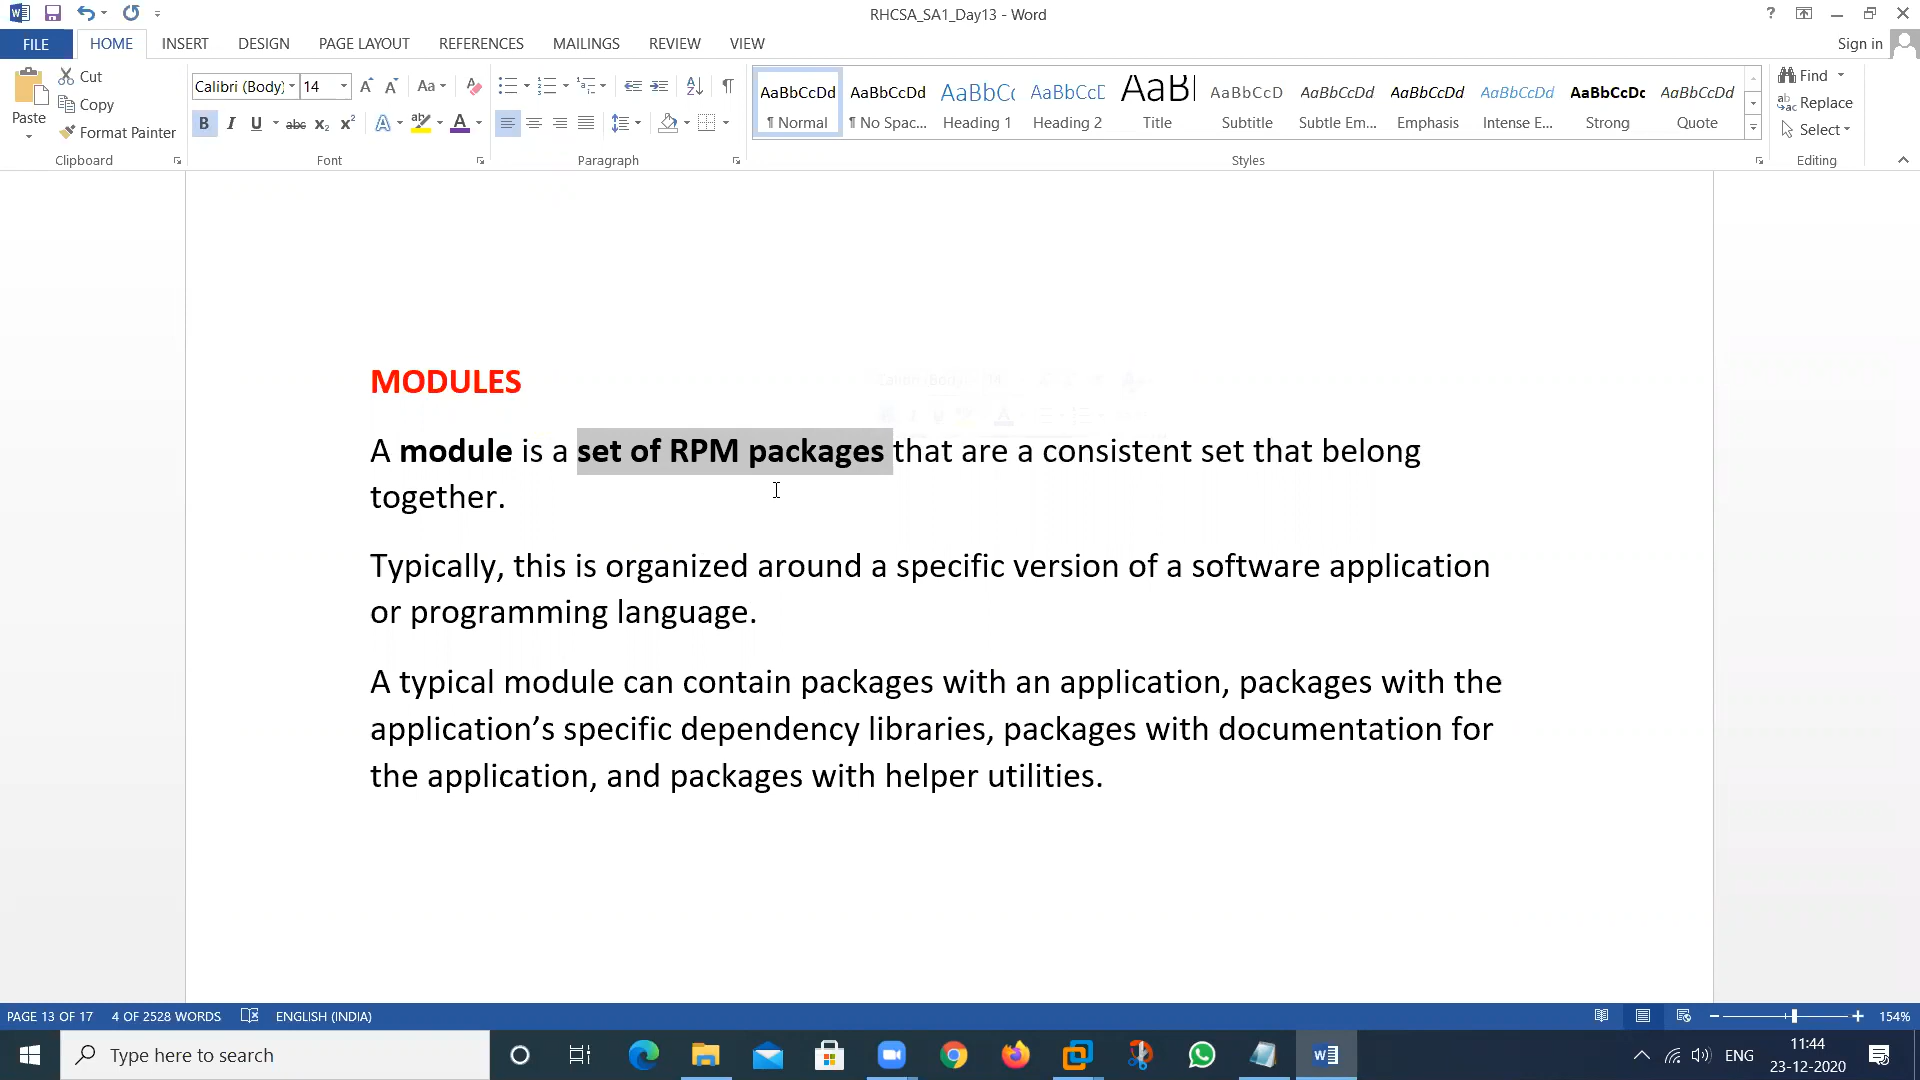 RHCSA_SA1_Day13 - Word
FILE HOME INSERT DESIGN PAGE LAYOUT REFERENCES MAILINGS REVIEW VIEW Sign in
Paste Cut Copy Format Painter
Clipboard
Calibri (Body) 14
Font
Paragraph
AaBbCcDd AaBbCcDd AaBbCc AaBbCcD AaBl AaBbCcD AaBbCcDd AaBbCcDd AaBbCcDd AaBbCcDc AaBbCcDd
¶ Normal ¶ No Spac... Heading 1 Heading 2 Title Subtitle Subtle Em... Emphasis Intense E... Strong Quote
Styles
Find
Replace
Select
Editing
MODULES
A module is a set of RPM packages that are a consistent set that belong
together.
Typically, this is organized around a specific version of a software application
or programming language.
A typical module can contain packages with an application, packages with the
application’s specific dependency libraries, packages with documentation for
the application, and packages with helper utilities.
PAGE 13 OF 17 4 OF 2528 WORDS ENGLISH (INDIA) 154%
Type here to search
ENG
11:44
23-12-2020